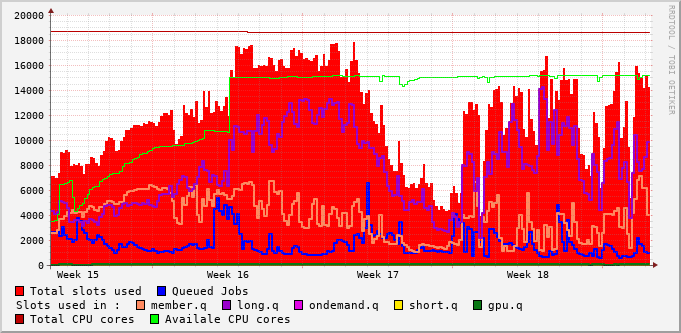 20000
18000
16000
14000
12000
10000
8000
6000
4000
2000
0
Week 15 Week 16 Week 17 Week 18
RRDTOOL / TOBI OETIKER
Total slots used Queued Jobs
Slots used in : member.q long.q ondemand.q short.q gpu.q
Total CPU cores Availale CPU cores